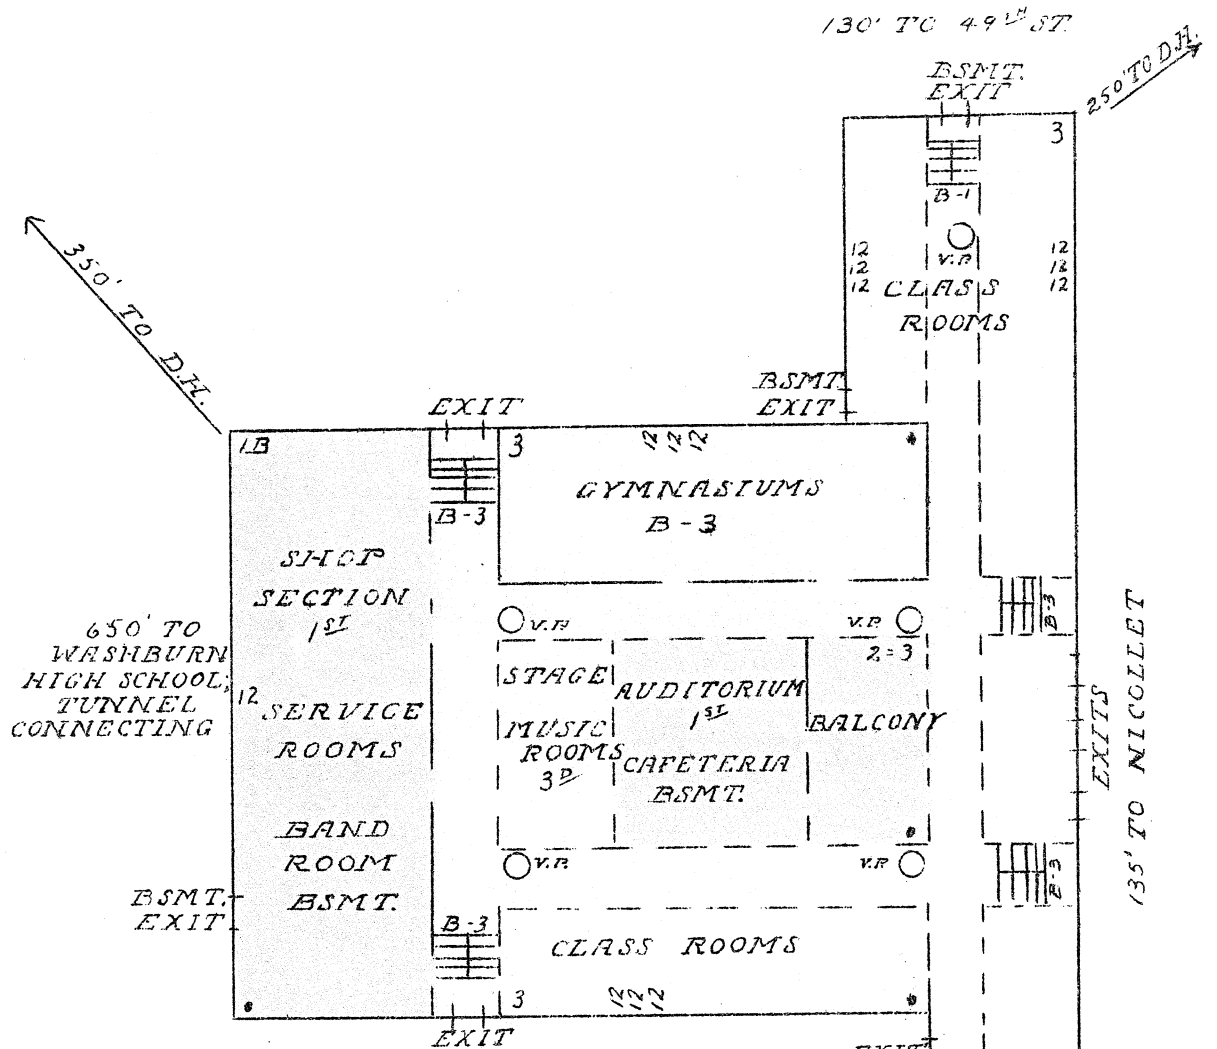 130' TO 49TH ST.
250' TO D.H.
BSMT.
EXIT
3
B-1
V.P.
12
12
12
12
12
12
CLASS
ROOMS
350' TO D.H.
BSMT.
EXIT
EXIT
1B
3
12 12 12
GYMNASIUMS
B-3
B-3
SHOP
SECTION
1ST
V.P.
V.P.
2=3
B-3
650' TO
WASHBURN
HIGH SCHOOL;
TUNNEL
CONNECTING
12
SERVICE
ROOMS
STAGE
MUSIC
ROOMS
3D
AUDITORIUM
1ST
CAFETERIA
BSMT.
BALCONY
EXITS
135' TO NICOLLET
BAND
ROOM
BSMT.
BSMT.
EXIT
V.P.
V.P.
B-3
B-3
CLASS ROOMS
3
12 12 12
EXIT
EXIT